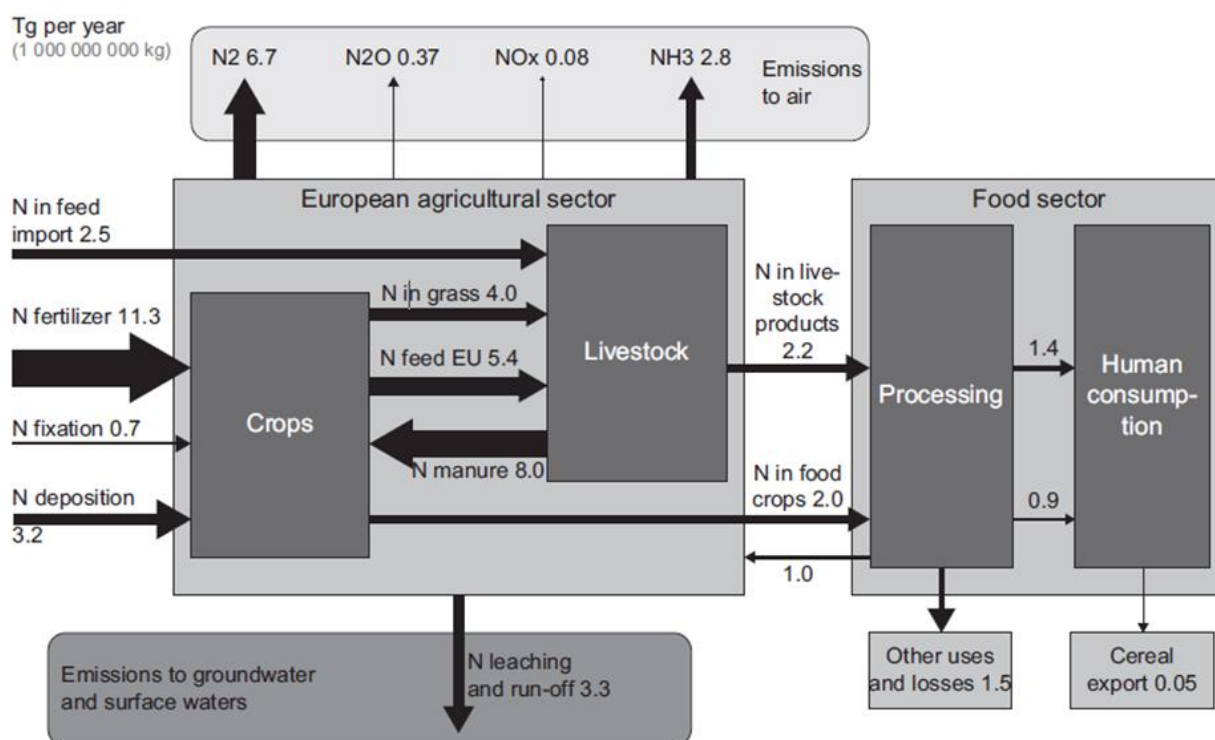 Tg per year
(1 000 000 000 kg)
N2 6.7
N2O 0.37
NOx 0.08
NH3 2.8
Emissions
to air
European agricultural sector
Food sector
N in feed
import 2.5
N fertilizer 11.3
N fixation 0.7
N deposition
3.2
Crops
N in grass 4.0
N feed EU 5.4
N manure 8.0
Livestock
N in live-
stock
products
2.2
N in food
crops 2.0
1.0
Processing
1.4
0.9
Human
consump-
tion
Emissions to groundwater
and surface waters
N leaching
and run-off 3.3
Other uses
and losses 1.5
Cereal
export 0.05